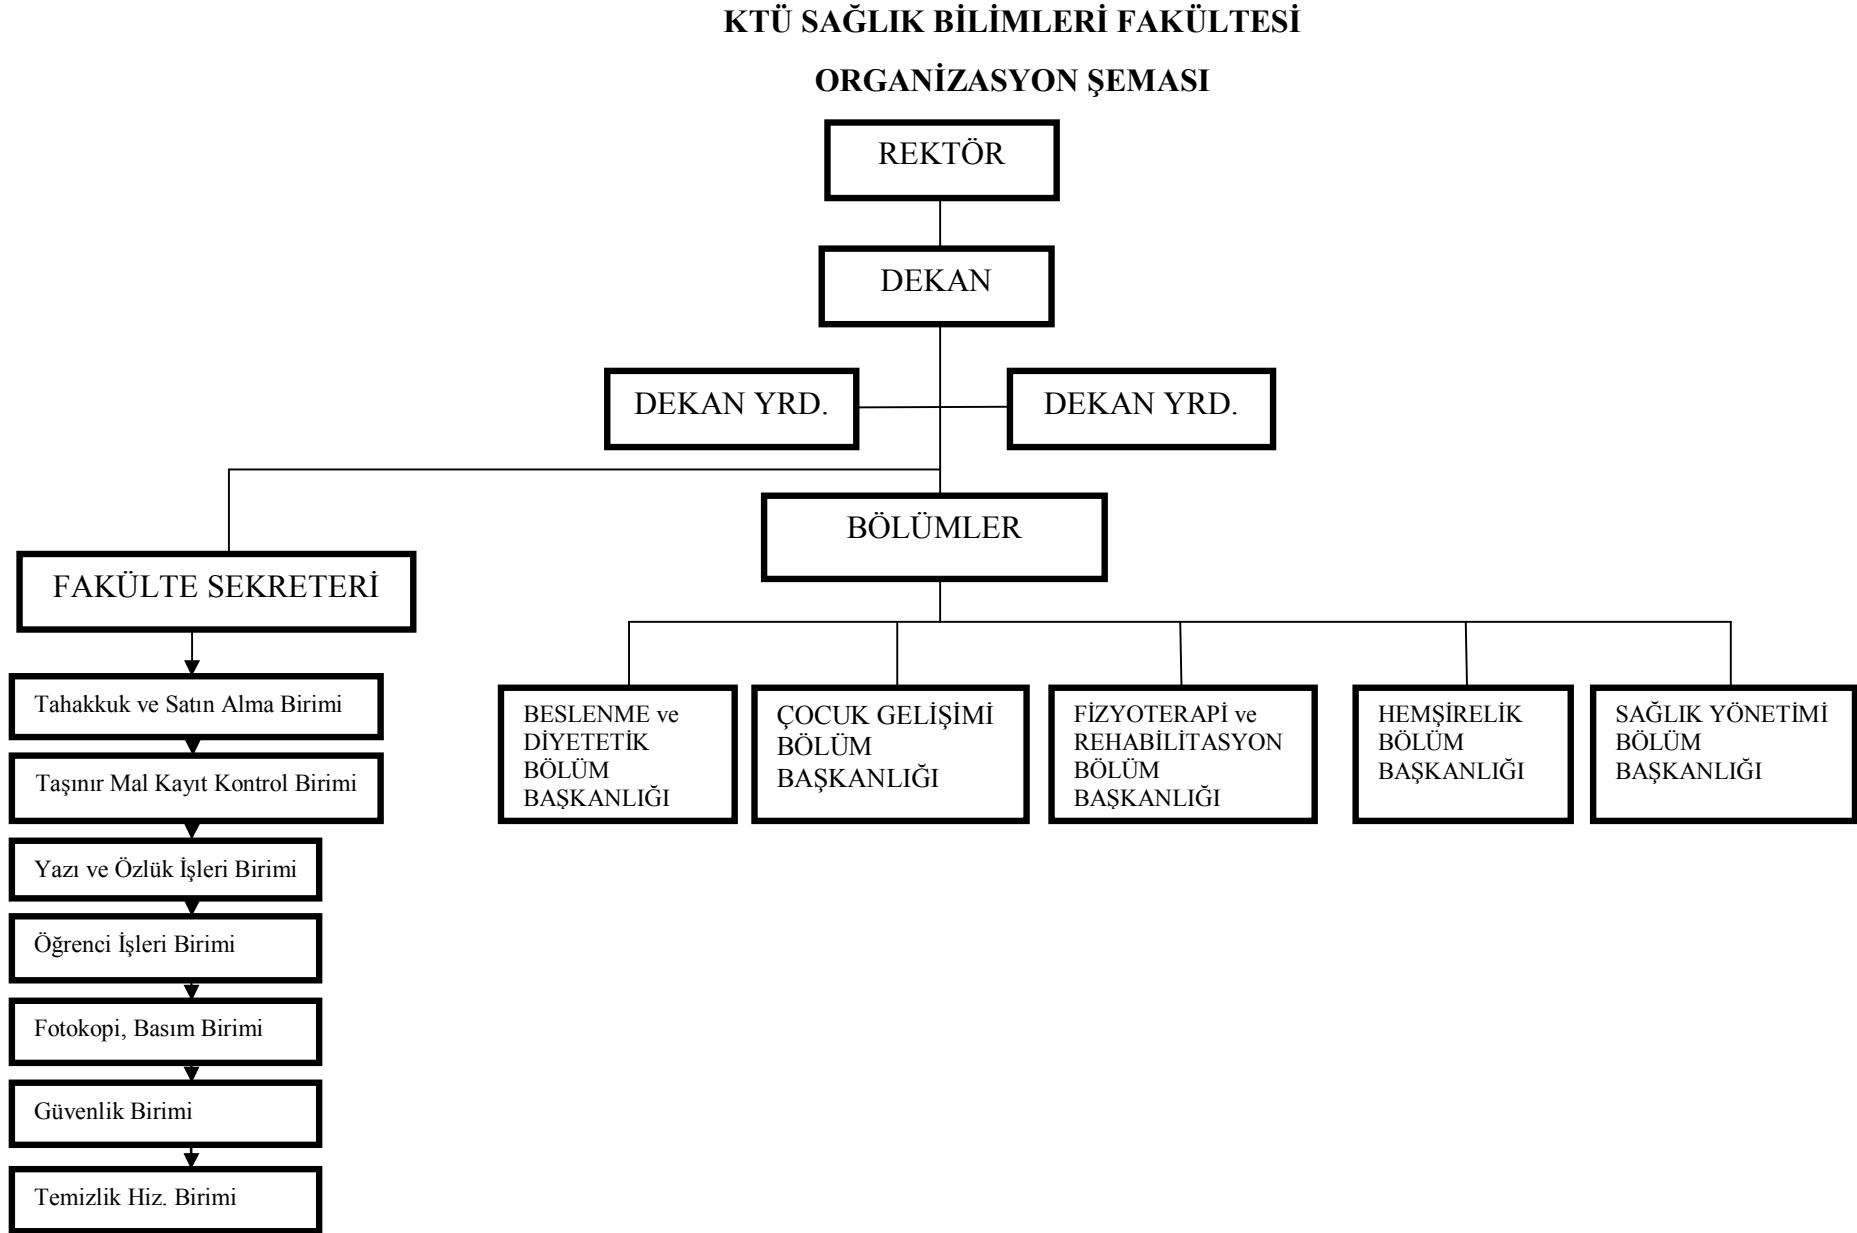 KTÜ SAĞLIK BİLİMLERİ FAKÜLTESİ
ORGANİZASYON ŞEMASI
REKTÖR
DEKAN
DEKAN YRD.
DEKAN YRD.
BÖLÜMLER
FAKÜLTE SEKRETERİ
Tahakkuk ve Satın Alma Birimi
Taşınır Mal Kayıt Kontrol Birimi
Yazı ve Özlük İşleri Birimi
Öğrenci İşleri Birimi
Fotokopi, Basım Birimi
Güvenlik Birimi
Temizlik Hiz. Birimi
BESLENME ve
DİYETETİK
BÖLÜM
BAŞKANLIĞI
ÇOCUK GELİŞİMİ
BÖLÜM
BAŞKANLIĞI
FİZYOTERAPİ ve
REHABİLİTASYON
BÖLÜM
BAŞKANLIĞI
HEMŞİRELİK
BÖLÜM
BAŞKANLIĞI
SAĞLIK YÖNETİMİ
BÖLÜM
BAŞKANLIĞI